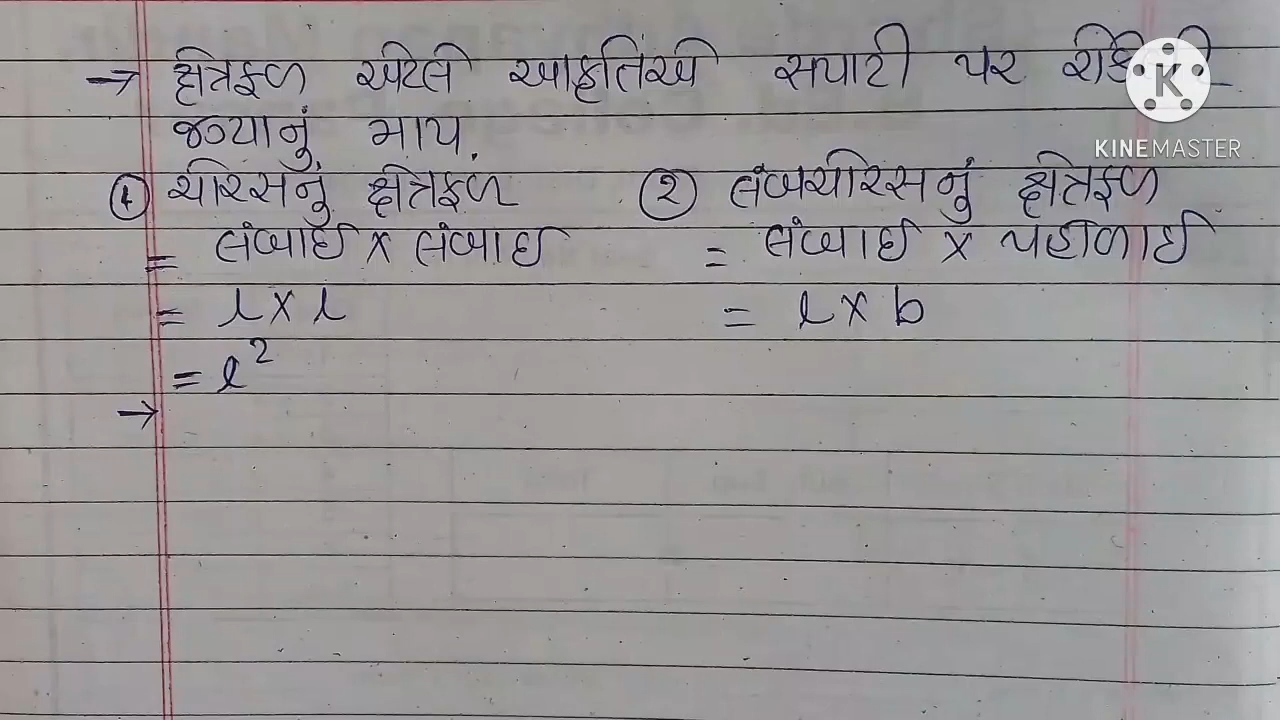 → ક્ષેત્રફળ એટલે આકૃતિએ સપાટી પર રોકેલી
જગ્યાનું માપ.
① ચોરસનું ક્ષેત્રફળ
= લંબાઈ × લંબાઈ
= l × l
= l²
→
② લંબચોરસનું ક્ષેત્રફળ
= લંબાઈ × પહોળાઈ
= l × b
K
KINEMASTER